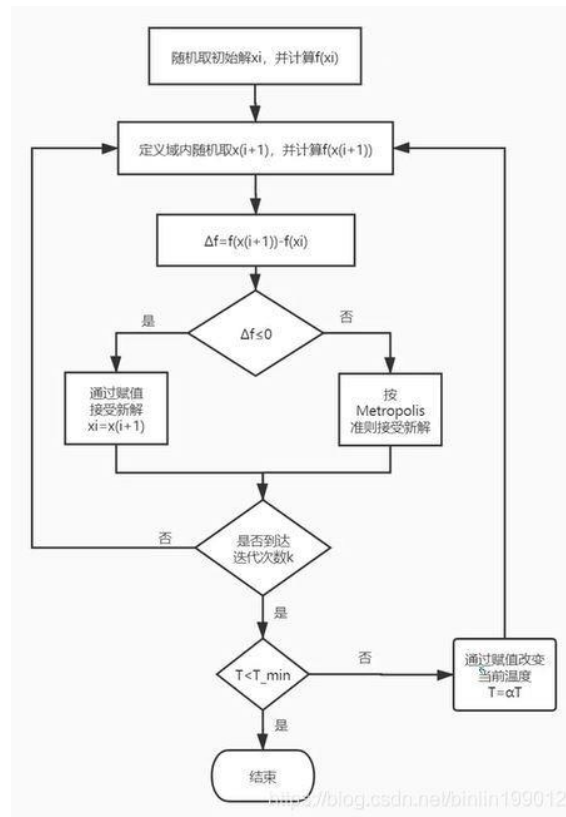 随机取初始解xi，并计算f(xi)
定义域内随机取x(i+1)，并计算f(x(i+1))
Δf=f(x(i+1))-f(xi)
是
否
Δf≤0
通过赋值
接受新解
xi=x(i+1)
按
Metropolis
准则接受新解
否
是否到达
迭代次数k
是
T<T_min
否
通过赋值改变
当前温度
T=αT
是
结束
https://blog.csdn.net/binlin199012